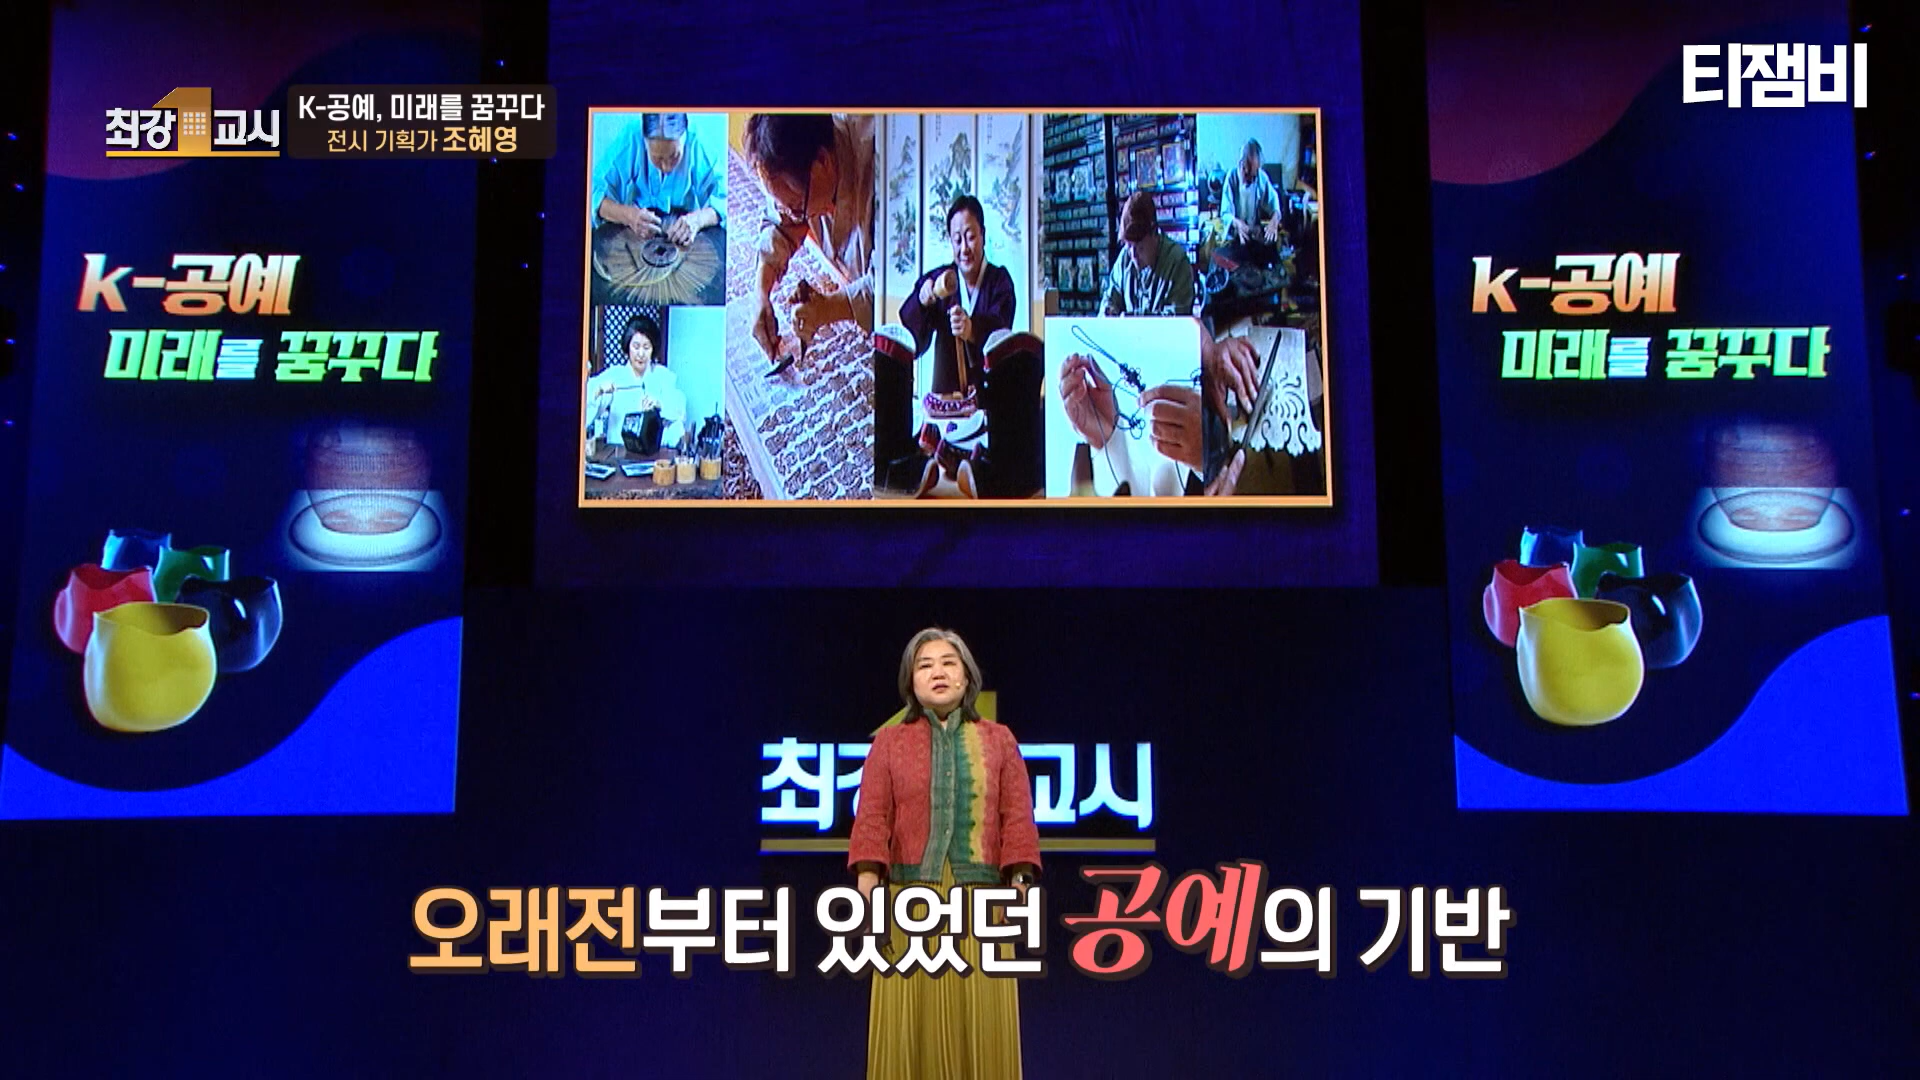 최강1교시
K-공예, 미래를 꿈꾸다
전시 기획가 조혜영
티잼비
k-공예
미래를 꿈꾸다
k-공예
미래를 꿈꾸다
최강 교시
오래전부터 있었던 공예의 기반